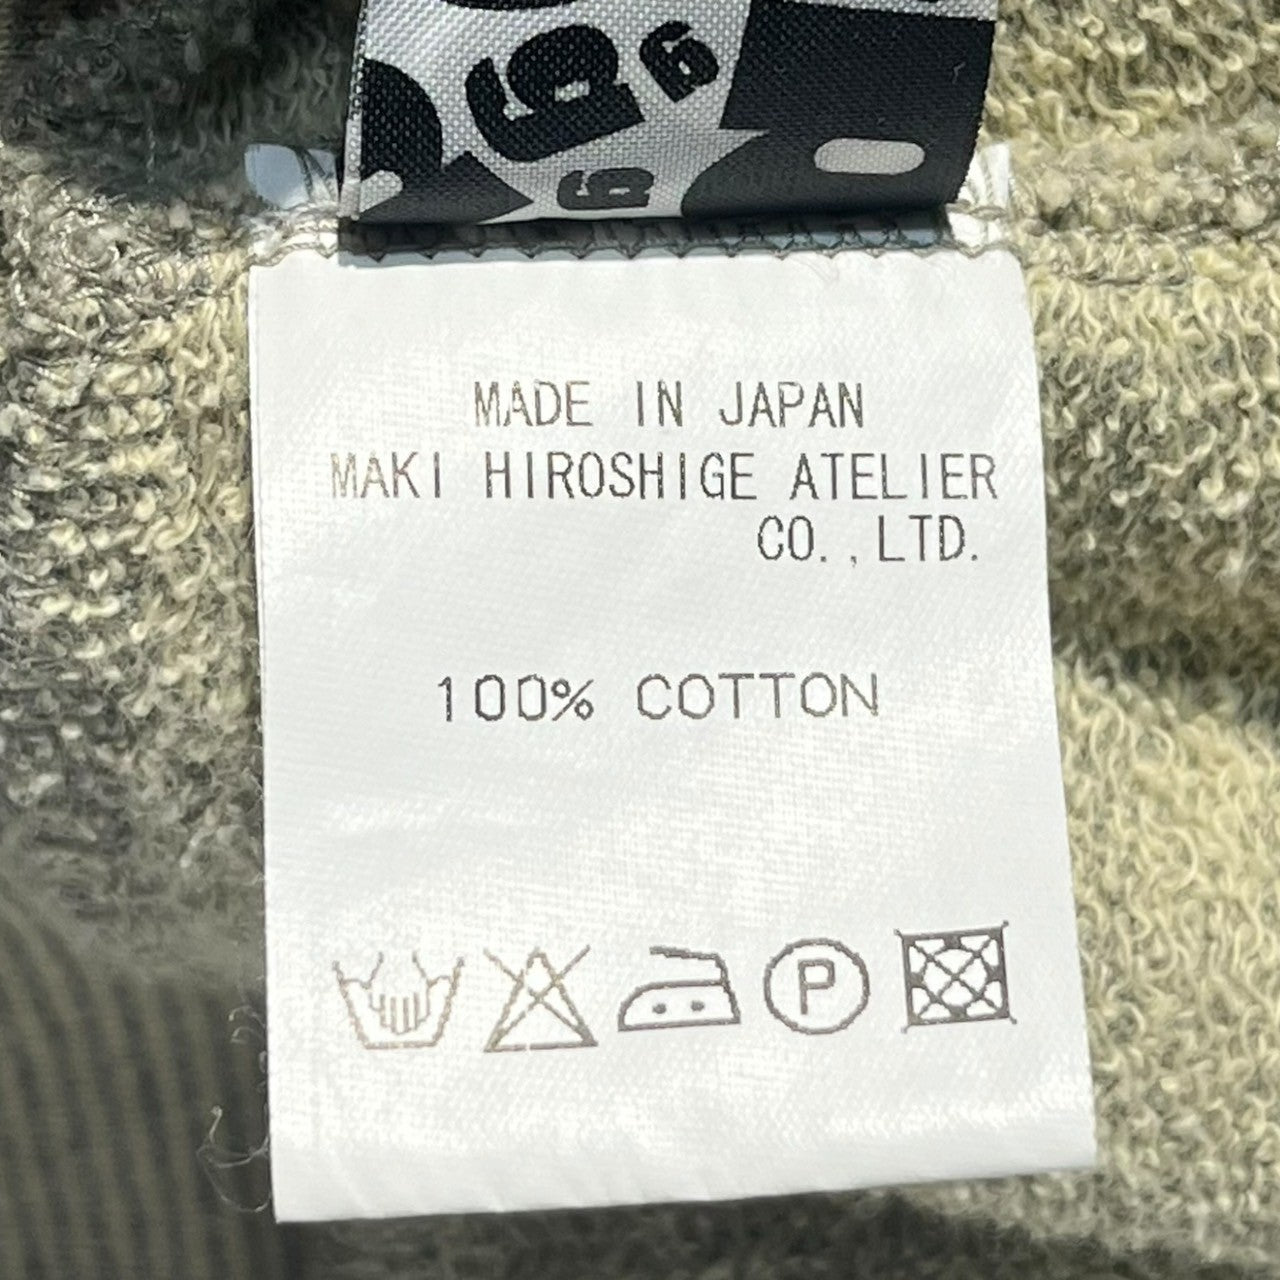 MADE IN JAPAN
MAKI HIROSHIGE ATELIER
CO.,LTD.
100% COTTON
P